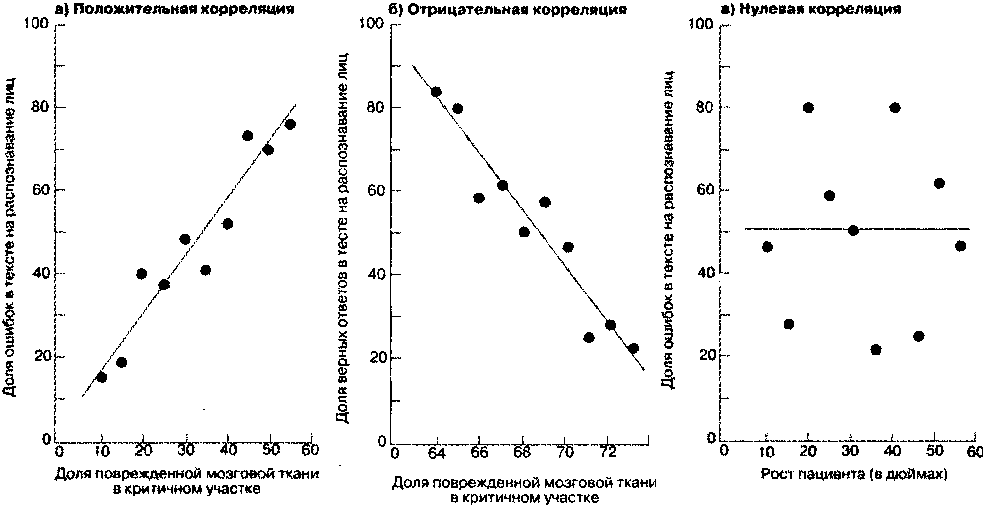 а) Положительная корреляция
100
80
60
40
20
0
Доля ошибок в тексте на распознавание лиц
0 10 20 30 40 50 60
Доля поврежденной мозговой ткани
в критичном участке
б) Отрицательная корреляция
100
80
60
40
20
0
Доля верных ответов в тесте на распознавание лиц
0 64 66 68 70 72
Доля поврежденной мозговой ткани
в критичном участке
в) Нулевая корреляция
100
80
60
40
20
0
Доля ошибок в тексте на распознавание лиц
0 10 20 30 40 50 60
Рост пациента (в дюймах)